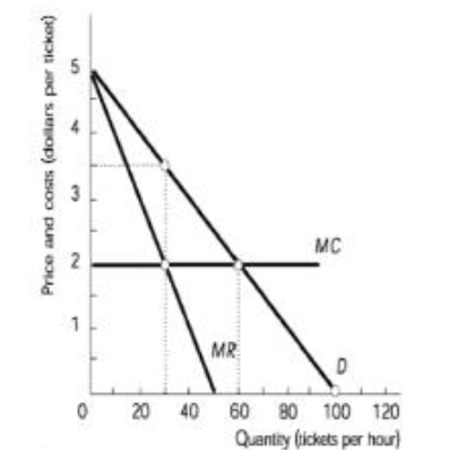 Price and costs (dollars per ticket)
5
4
3
2
1
MC
MR
D
0 20 40 60 80 100 120
Quantity (tickets per hour)